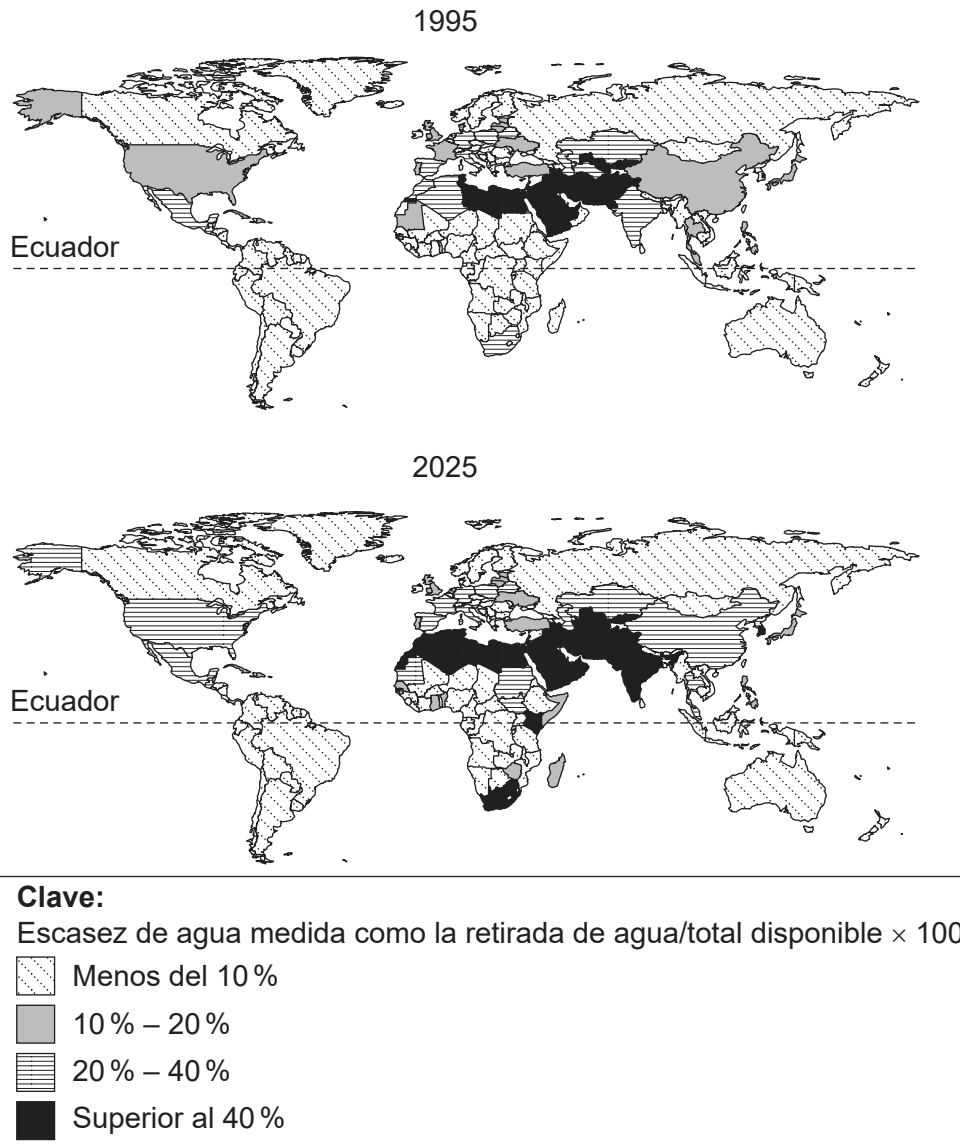 1995
Ecuador
2025
Ecuador
Clave:
Escasez de agua medida como la retirada de agua/total disponible × 100
Menos del 10 %
10 % – 20 %
20 % – 40 %
Superior al 40 %